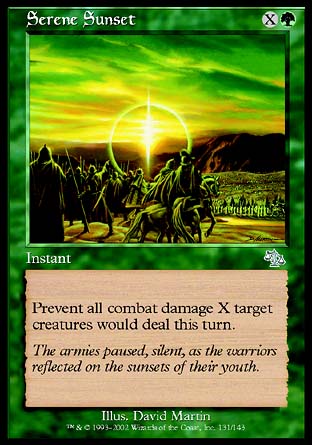 Serene Sunset X
Instant
Prevent all combat damage X target
creatures would deal this turn.
The armies paused, silent, as the warriors
reflected on the sunsets of their youth.
Illus. David Martin
™ & © 1993-2002 Wizards of the Coast, Inc. 131/143